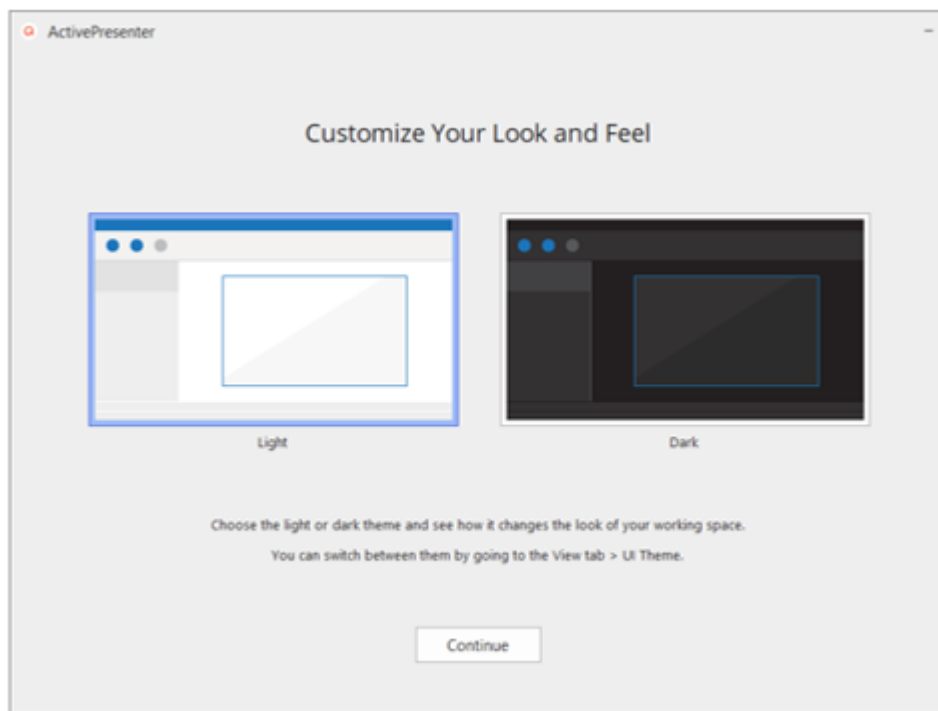 ActivePresenter
Customize Your Look and Feel
Light
Dark
Choose the light or dark theme and see how it changes the look of your working space.
You can switch between them by going to the View tab > UI Theme.
Continue